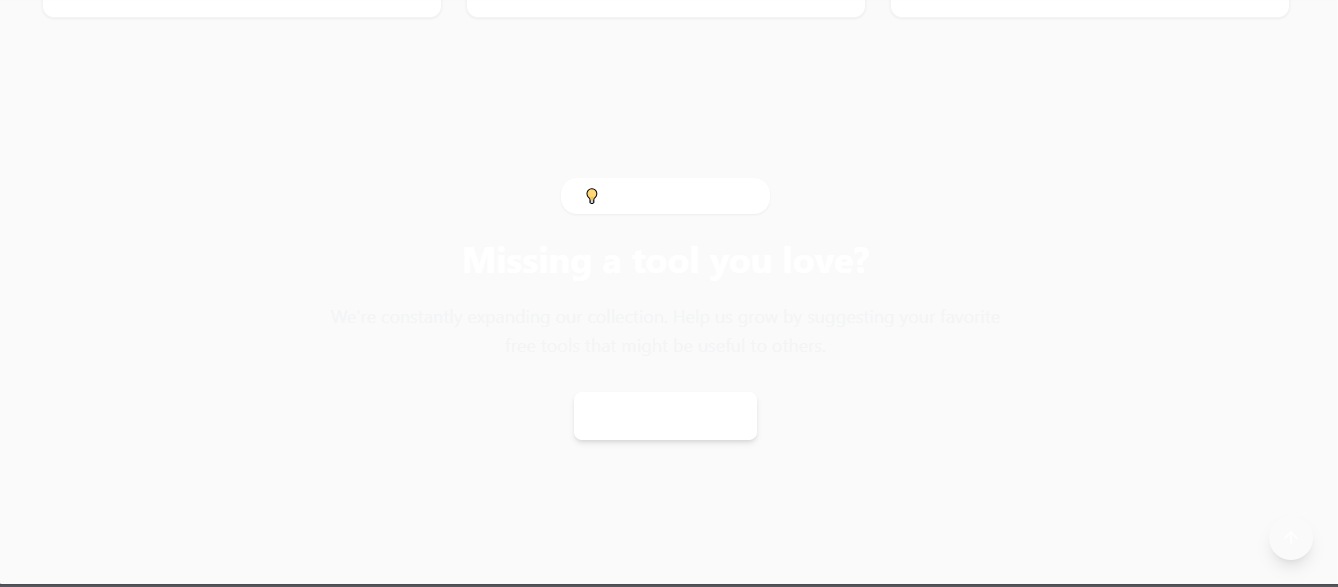 Missing a tool you love?
We're constantly expanding our collection. Help us grow by suggesting your favorite
free tools that might be useful to others.